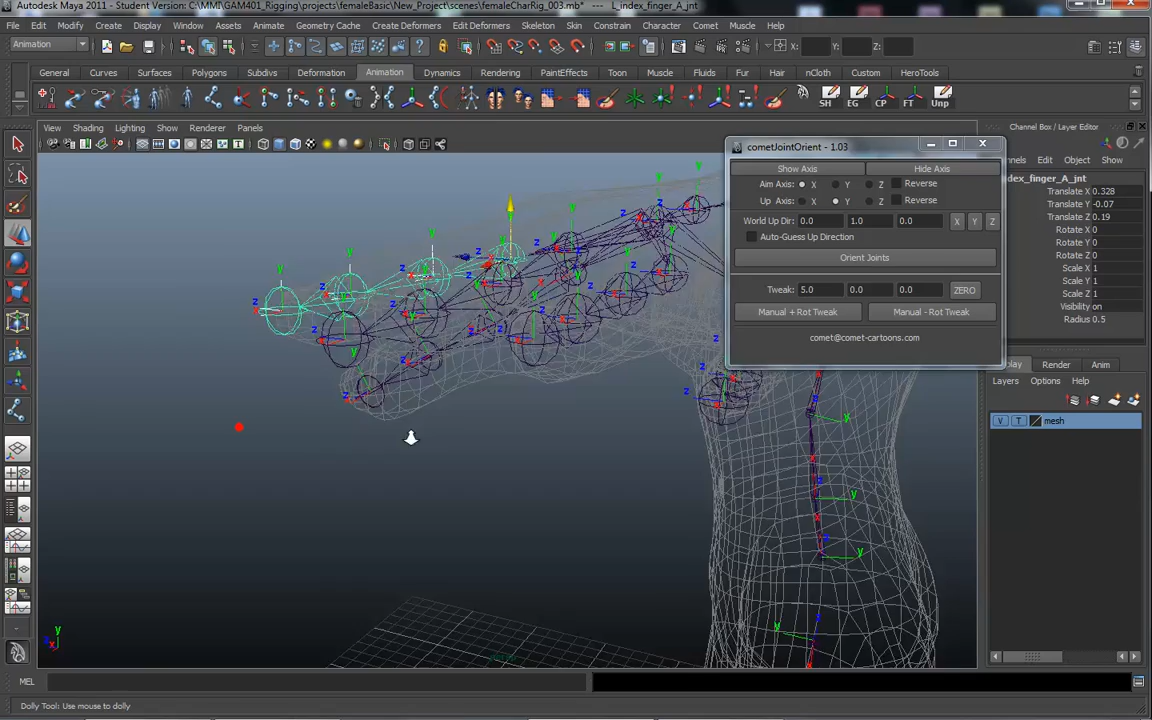 Autodesk Maya 2011 - Student Version: C:\MMI\GAM401_Rigging\projects\femaleBasic\New_Project\scenes\femaleCharRig_003.mb* --- L_index_finger_A_jnt
File Edit Modify Create Display Window Assets Animate Geometry Cache Create Deformers Edit Deformers Skeleton Skin Constrain Character Comet Muscle Help
Animation X: Y: Z:
General Curves Surfaces Polygons Subdivs Deformation Animation Dynamics Rendering PaintEffects Toon Muscle Fluids Fur Hair nCloth Custom HeroTools
SH EG CP FT Unp
View Shading Lighting Show Renderer Panels
Channel Box / Layer Editor
nnels Edit Object Show
ndex_finger_A_jnt
Translate X 0.328
Translate Y -0.07
Translate Z 0.19
Rotate X 0
Rotate Y 0
Rotate Z 0
Scale X 1
Scale Y 1
Scale Z 1
Visibility on
Radius 0.5
cometJointOrient - 1.03
Show Axis Hide Axis
Aim Axis: X Y Z Reverse
Up Axis: X Y Z Reverse
World Up Dir: 0.0 1.0 0.0 X Y Z
Auto-Guess Up Direction
Orient Joints
Tweak: 5.0 0.0 0.0 ZERO
Manual + Rot Tweak Manual - Rot Tweak
comet@comet-cartoons.com
play Render Anim
Layers Options Help
V T mesh
MEL
Dolly Tool: Use mouse to dolly